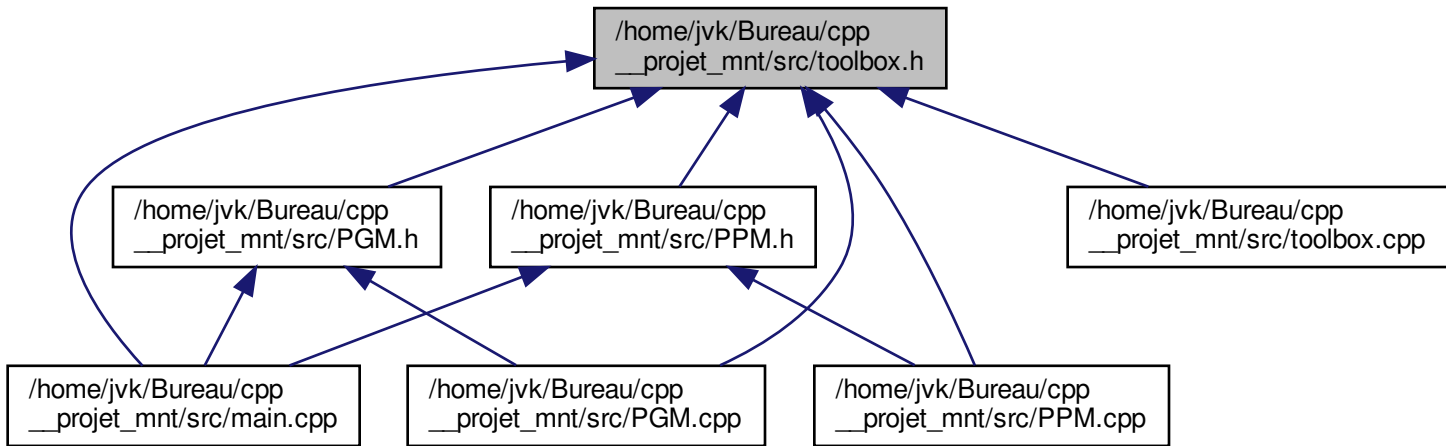 /home/jvk/Bureau/cpp
__projet_mnt/src/toolbox.h
/home/jvk/Bureau/cpp
__projet_mnt/src/PGM.h
/home/jvk/Bureau/cpp
__projet_mnt/src/PPM.h
/home/jvk/Bureau/cpp
__projet_mnt/src/toolbox.cpp
/home/jvk/Bureau/cpp
__projet_mnt/src/main.cpp
/home/jvk/Bureau/cpp
__projet_mnt/src/PGM.cpp
/home/jvk/Bureau/cpp
__projet_mnt/src/PPM.cpp